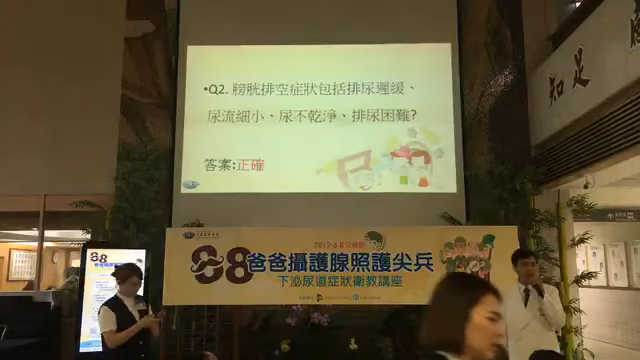 •Q2. 膀胱排空症狀包括排尿遲緩、
尿流細小、尿不乾淨、排尿困難?
答案:正確
知足
88爸爸攝護腺照護尖兵
下泌尿道症狀衛教講座